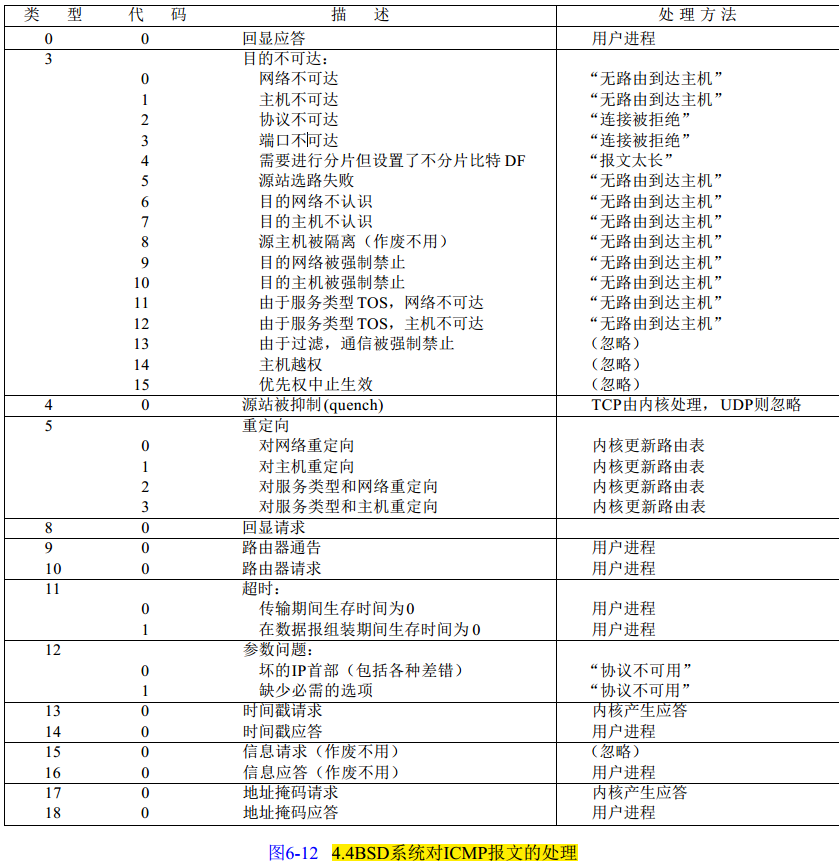 类 型 代 码 描 述 处 理 方 法
0 0 回显应答 用户进程
3 目的不可达：
0 网络不可达 “无路由到达主机”
1 主机不可达 “无路由到达主机”
2 协议不可达 “连接被拒绝”
3 端口不可达 “连接被拒绝”
4 需要进行分片但设置了不分片比特 DF “报文太长”
5 源站选路失败 “无路由到达主机”
6 目的网络不认识 “无路由到达主机”
7 目的主机不认识 “无路由到达主机”
8 源主机被隔离（作废不用） “无路由到达主机”
9 目的网络被强制禁止 “无路由到达主机”
10 目的主机被强制禁止 “无路由到达主机”
11 由于服务类型 TOS，网络不可达 “无路由到达主机”
12 由于服务类型 TOS，主机不可达 “无路由到达主机”
13 由于过滤，通信被强制禁止 （忽略）
14 主机越权 （忽略）
15 优先权中止生效 （忽略）
4 0 源站被抑制(quench) TCP由内核处理，UDP则忽略
5 重定向
0 对网络重定向 内核更新路由表
1 对主机重定向 内核更新路由表
2 对服务类型和网络重定向 内核更新路由表
3 对服务类型和主机重定向 内核更新路由表
8 0 回显请求
9 0 路由器通告 用户进程
10 0 路由器请求 用户进程
11 超时：
0 传输期间生存时间为0 用户进程
1 在数据报组装期间生存时间为0 用户进程
12 参数问题：
0 坏的IP首部（包括各种差错） “协议不可用”
1 缺少必需的选项 “协议不可用”
13 0 时间戳请求 内核产生应答
14 0 时间戳应答 用户进程
15 0 信息请求（作废不用） （忽略）
16 0 信息应答（作废不用） 用户进程
17 0 地址掩码请求 内核产生应答
18 0 地址掩码应答 用户进程
图6-12 4.4BSD系统对ICMP报文的处理